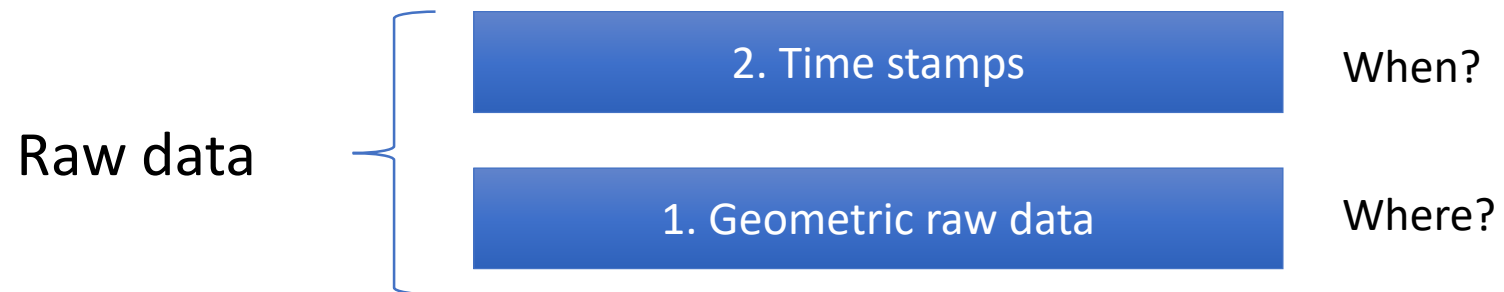 2. Time stamps
When?
Raw data
1. Geometric raw data
Where?